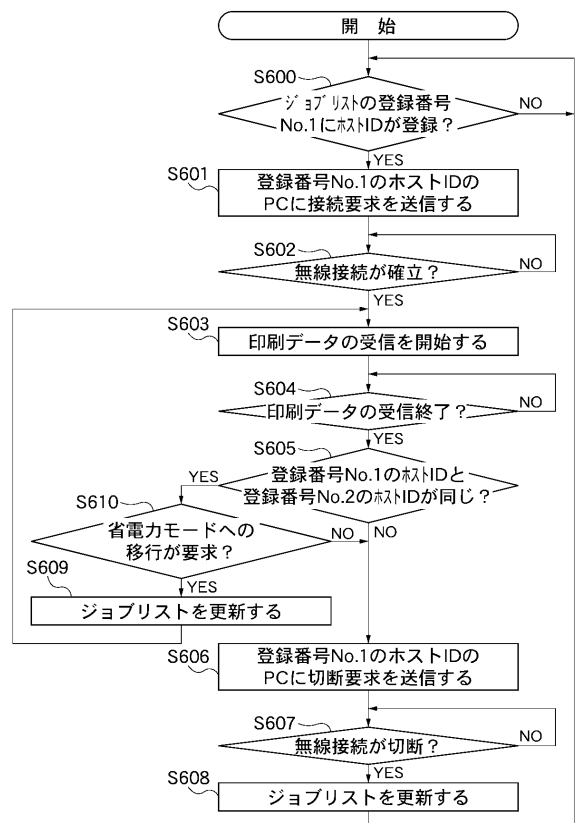 開 始
S600
ジョブリストの登録番号
No.1にホストIDが登録？
NO
YES
S601
登録番号No.1のホストIDの
PCに接続要求を送信する
S602
無線接続が確立？
NO
YES
S603
印刷データの受信を開始する
S604
印刷データの受信終了？
NO
YES
S605
登録番号No.1のホストIDと
登録番号No.2のホストIDが同じ？
YES
NO
S610
省電力モードへの
移行が要求？
NO
YES
S609
ジョブリストを更新する
S606
登録番号No.1のホストIDの
PCに切断要求を送信する
S607
無線接続が切断？
NO
YES
S608
ジョブリストを更新する